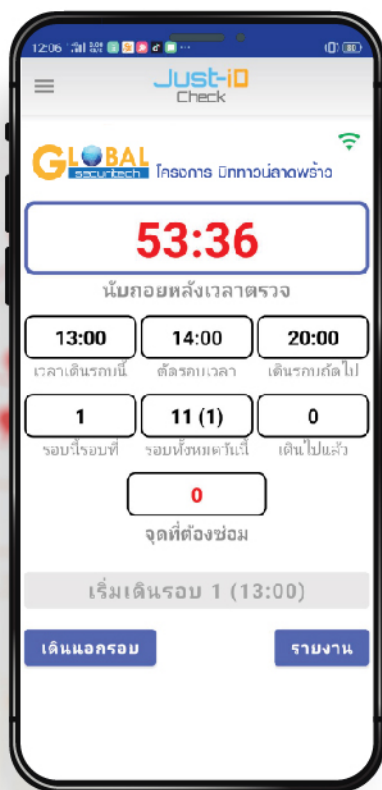 12:06
Just-iD
Check
GLOBAL
securitech
โครงการ บิททาวน์ลาดพร้าว
53:36
นับถอยหลังเวลาตรวจ
13:00 14:00 20:00
เวลาเดินรอบนี้ ตัดรอบเวลา เดินรอบถัดไป
1 11 (1) 0
รอบนี้รอบที่ รอบทั้งหมดวันนี้ เดินไปแล้ว
0
จุดที่ต้องซ่อม
เริ่มเดินรอบ 1 (13:00)
เดินนอกรอบ รายงาน